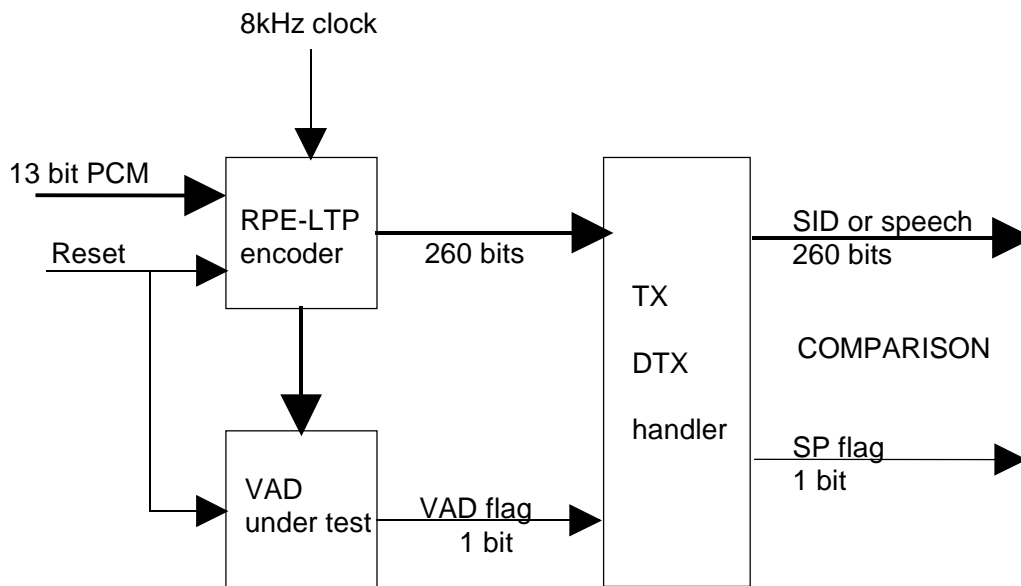 8kHz clock
13 bit PCM
Reset
RPE-LTP
encoder
260 bits
TX
DTX
handler
SID or speech
260 bits
COMPARISON
VAD
under test
VAD flag
1 bit
SP flag
1 bit